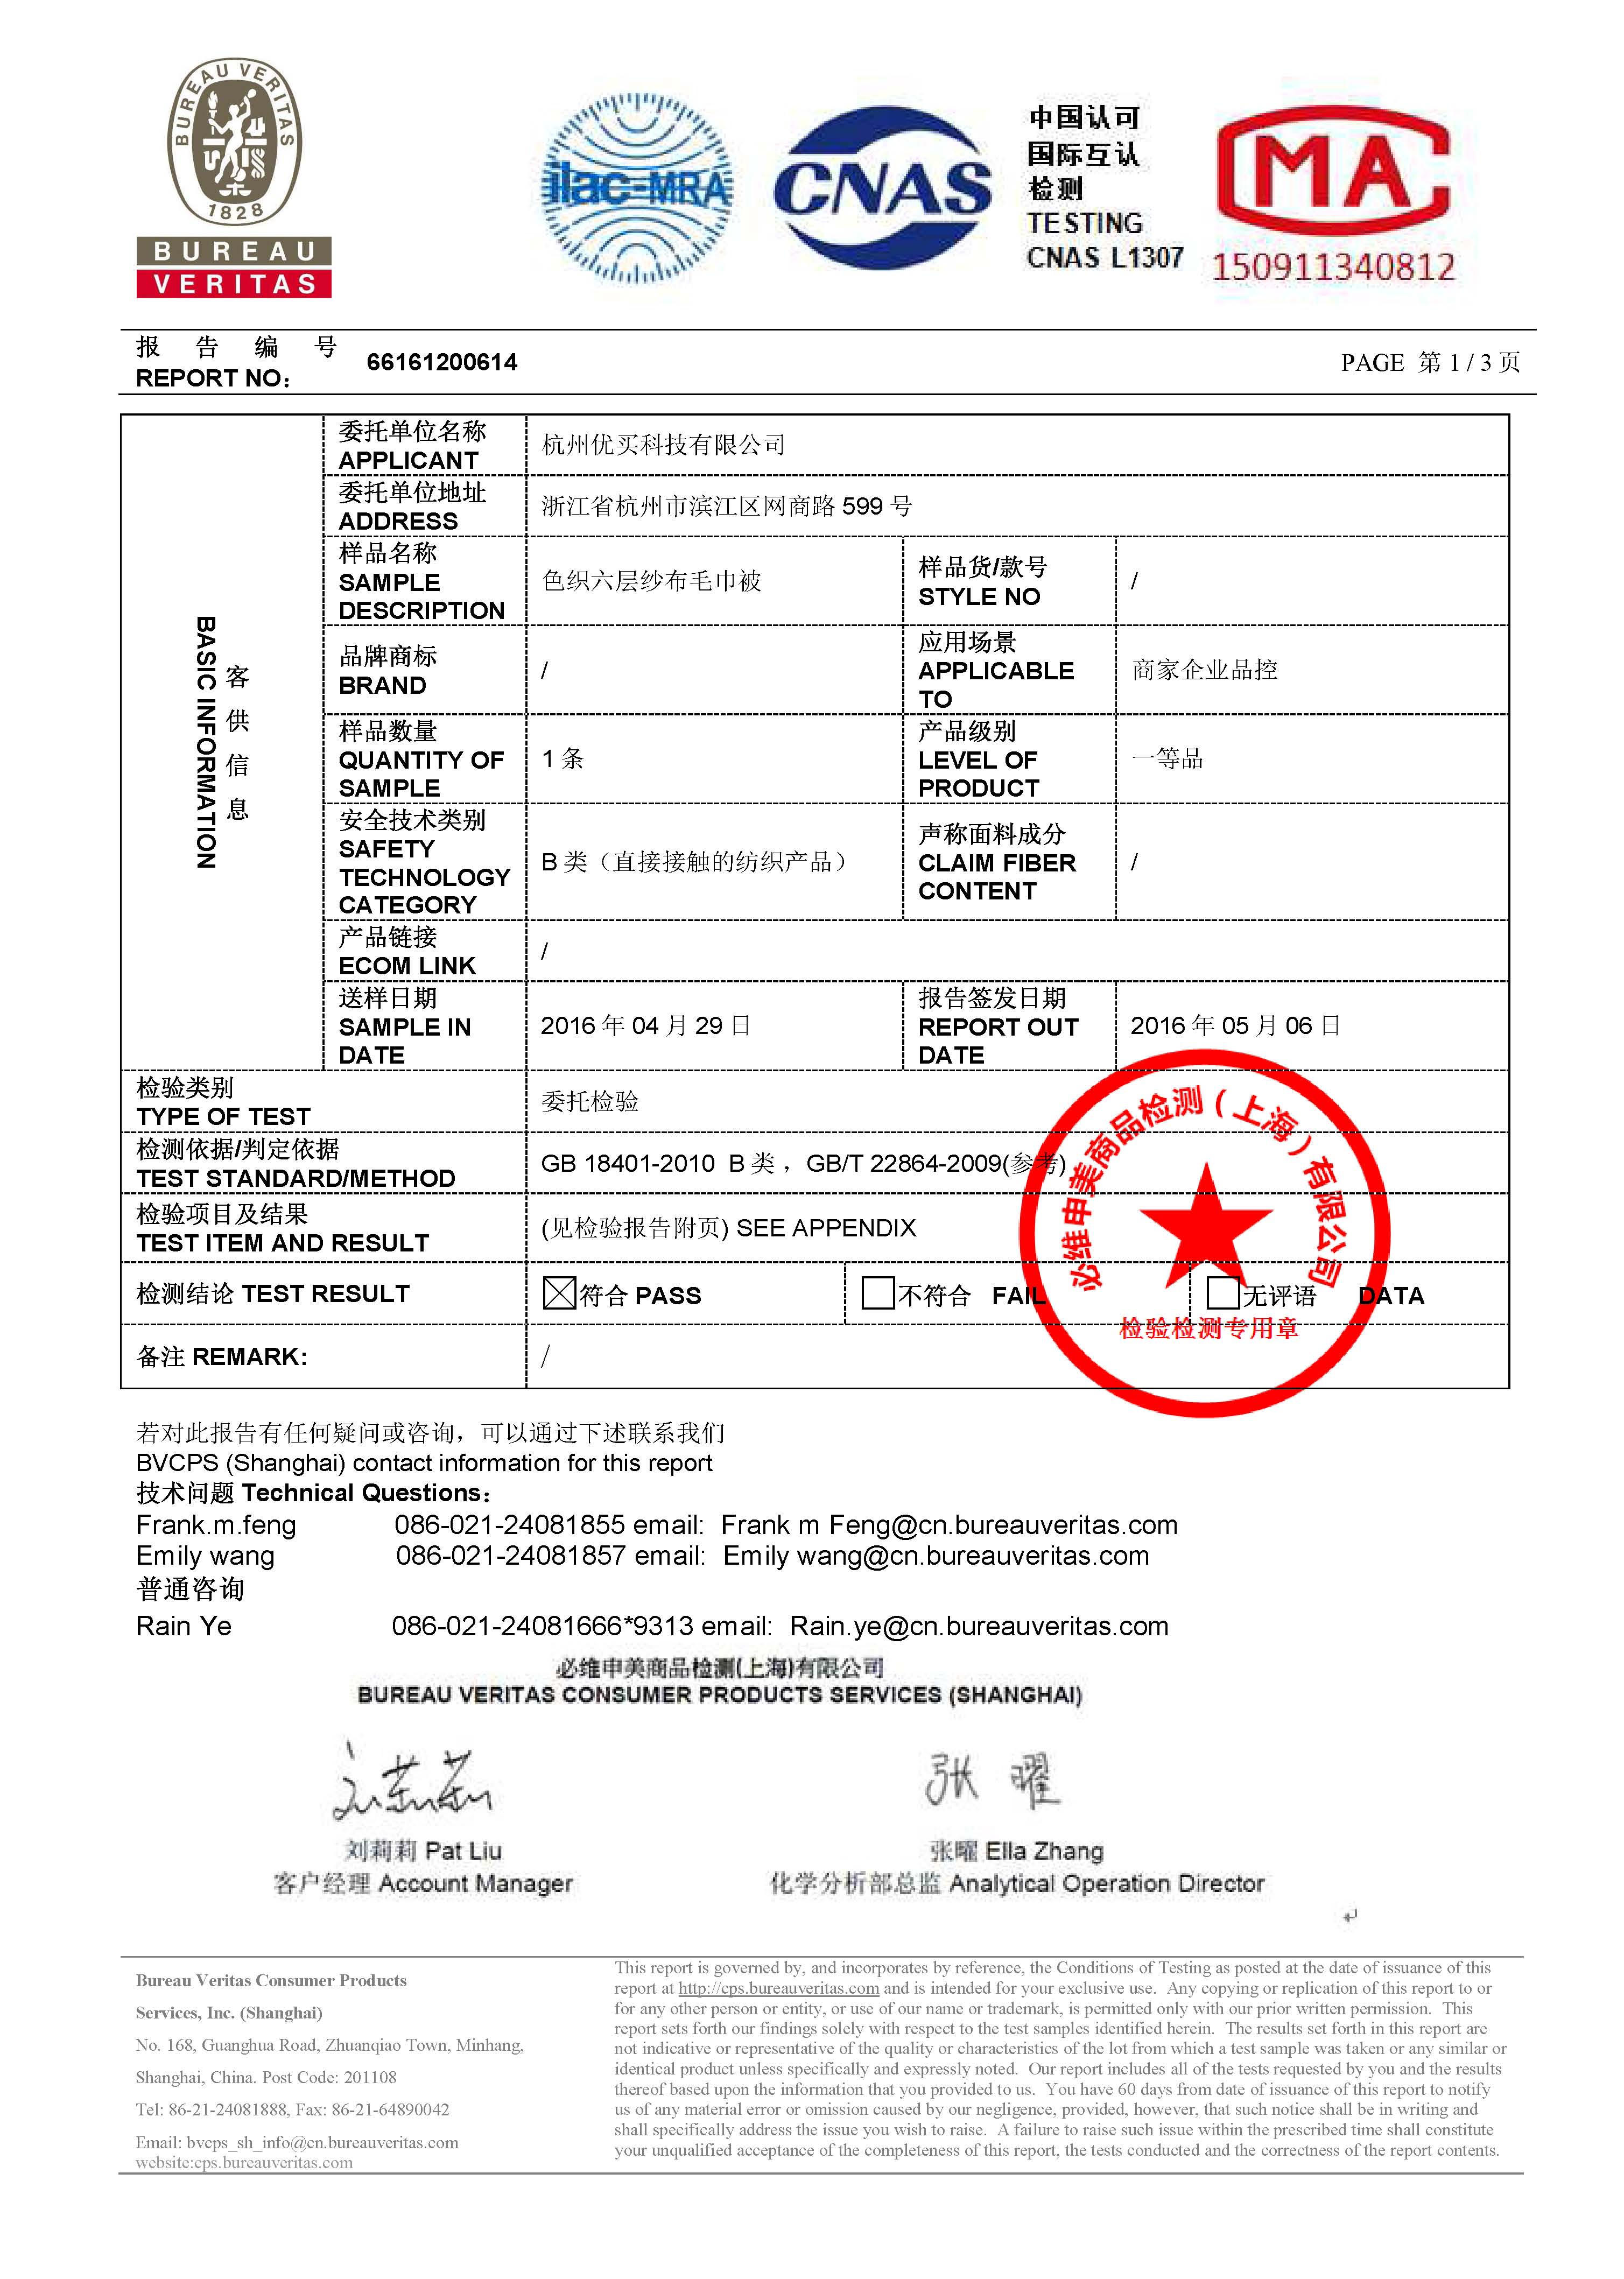 BUREAU VERITAS
1828
BUREAU
VERITAS
ilac-MRA
CNAS
中国认可
国际互认
检测
TESTING
CNAS L1307
MA
150911340812
报告编号
REPORT NO:
66161200614
PAGE 第 1 / 3 页
客供信息
BASIC INFORMATION
委托单位名称
APPLICANT
杭州优买科技有限公司
委托单位地址
ADDRESS
浙江省杭州市滨江区网商路 599 号
样品名称
SAMPLE
DESCRIPTION
色织六层纱布毛巾被
样品货/款号
STYLE NO
/
品牌商标
BRAND
/
应用场景
APPLICABLE
TO
商家企业品控
样品数量
QUANTITY OF
SAMPLE
1 条
产品级别
LEVEL OF
PRODUCT
一等品
安全技术类别
SAFETY
TECHNOLOGY
CATEGORY
B 类（直接接触的纺织产品）
声称面料成分
CLAIM FIBER
CONTENT
/
产品链接
ECOM LINK
/
送样日期
SAMPLE IN
DATE
2016 年 04 月 29 日
报告签发日期
REPORT OUT
DATE
2016 年 05 月 06 日
检验类别
TYPE OF TEST
委托检验
检测依据/判定依据
TEST STANDARD/METHOD
GB 18401-2010 B 类，GB/T 22864-2009(参考)
检验项目及结果
TEST ITEM AND RESULT
(见检验报告附页) SEE APPENDIX
检测结论 TEST RESULT
符合 PASS
不符合 FAIL
无评语 DATA
备注 REMARK:
/
必维申美商品检测（上海）有限公司
检验检测专用章
若对此报告有任何疑问或咨询，可以通过下述联系我们
BVCPS (Shanghai) contact information for this report
技术问题 Technical Questions：
Frank.m.feng 086-021-24081855 email: Frank m Feng@cn.bureauveritas.com
Emily wang 086-021-24081857 email: Emily wang@cn.bureauveritas.com
普通咨询
Rain Ye 086-021-24081666*9313 email: Rain.ye@cn.bureauveritas.com
必维申美商品检测(上海)有限公司
BUREAU VERITAS CONSUMER PRODUCTS SERVICES (SHANGHAI)
刘莉莉 张曜
刘莉莉 Pat Liu
客户经理 Account Manager
张曜 Ella Zhang
化学分析部总监 Analytical Operation Director
Bureau Veritas Consumer Products
Services, Inc. (Shanghai)
No. 168, Guanghua Road, Zhuanqiao Town, Minhang,
Shanghai, China. Post Code: 201108
Tel: 86-21-24081888, Fax: 86-21-64890042
Email: bvcps_sh_info@cn.bureauveritas.com
website:cps.bureauveritas.com
This report is governed by, and incorporates by reference, the Conditions of Testing as posted at the date of issuance of this
report at http://cps.bureauveritas.com and is intended for your exclusive use. Any copying or replication of this report to or
for any other person or entity, or use of our name or trademark, is permitted only with our prior written permission. This
report sets forth our findings solely with respect to the test samples identified herein. The results set forth in this report are
not indicative or representative of the quality or characteristics of the lot from which a test sample was taken or any similar or
identical product unless specifically and expressly noted. Our report includes all of the tests requested by you and the results
thereof based upon the information that you provided to us. You have 60 days from date of issuance of this report to notify
us of any material error or omission caused by our negligence, provided, however, that such notice shall be in writing and
shall specifically address the issue you wish to raise. A failure to raise such issue within the prescribed time shall constitute
your unqualified acceptance of the completeness of this report, the tests conducted and the correctness of the report contents.